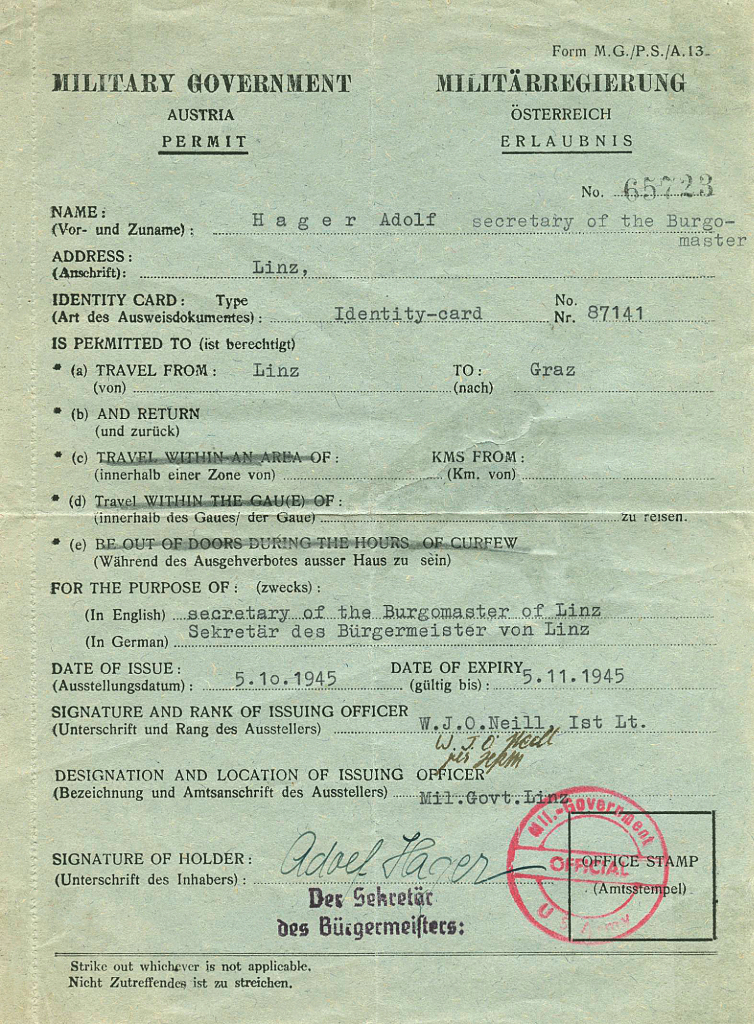 Form M.G./P.S./A.13.
MILITARY GOVERNMENT MILITÄRREGIERUNG
AUSTRIA ÖSTERREICH
PERMIT ERLAUBNIS
No. 65723
NAME:
(Vor- und Zuname): Hager Adolf secretary of the Burgo-
master
ADDRESS:
(Anschrift): Linz,
IDENTITY CARD: Type No.
(Art des Ausweisdokumentes): Identity-card Nr. 87141
IS PERMITTED TO (ist berechtigt)
* (a) TRAVEL FROM: Linz TO: Graz
(von) (nach)
* (b) AND RETURN
(und zurück)
* (c) TRAVEL WITHIN AN AREA OF: KMS FROM:
(innerhalb einer Zone von) (Km. von)
* (d) Travel WITHIN THE GAU(E) OF:
(innerhalb des Gaues/ der Gaue) zu reisen.
* (e) BE OUT OF DOORS DURING THE HOURS OF CURFEW
(Während des Ausgehverbotes ausser Haus zu sein)
FOR THE PURPOSE OF: (zwecks):
(In English) secretary of the Burgomaster of Linz
(In German) Sekretär des Bürgermeister von Linz
DATE OF ISSUE: DATE OF EXPIRY
(Ausstellungsdatum): 5.10.1945 (gültig bis): 5.11.1945
SIGNATURE AND RANK OF ISSUING OFFICER
(Unterschrift und Rang des Ausstellers) W.J.O.Neill, Ist Lt.
W. J. O'Neill
DESIGNATION AND LOCATION OF ISSUING OFFICER
(Bezeichnung und Amtsanschrift des Ausstellers) Mil.Govt.Linz
Mil.-Government
OFFICIAL
U.S. Army
SIGNATURE OF HOLDER: Adolf Hager OFFICE STAMP
(Unterschrift des Inhabers): (Amtsstempel)
Der Sekretär
des Bürgermeisters:
Strike out whichever is not applicable.
Nicht Zutreffendes ist zu streichen.